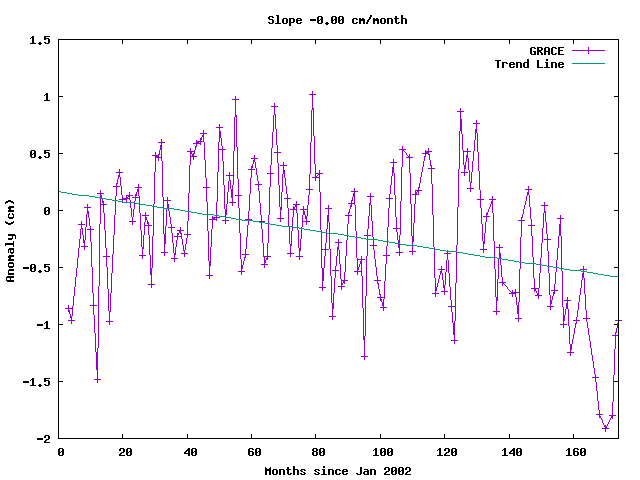 Slope -0.00 cm/month
GRACE
Trend Line
1.5
1
0.5
0
-0.5
-1
-1.5
-2
Anomaly (cm)
0 20 40 60 80 100 120 140 160
Months since Jan 2002